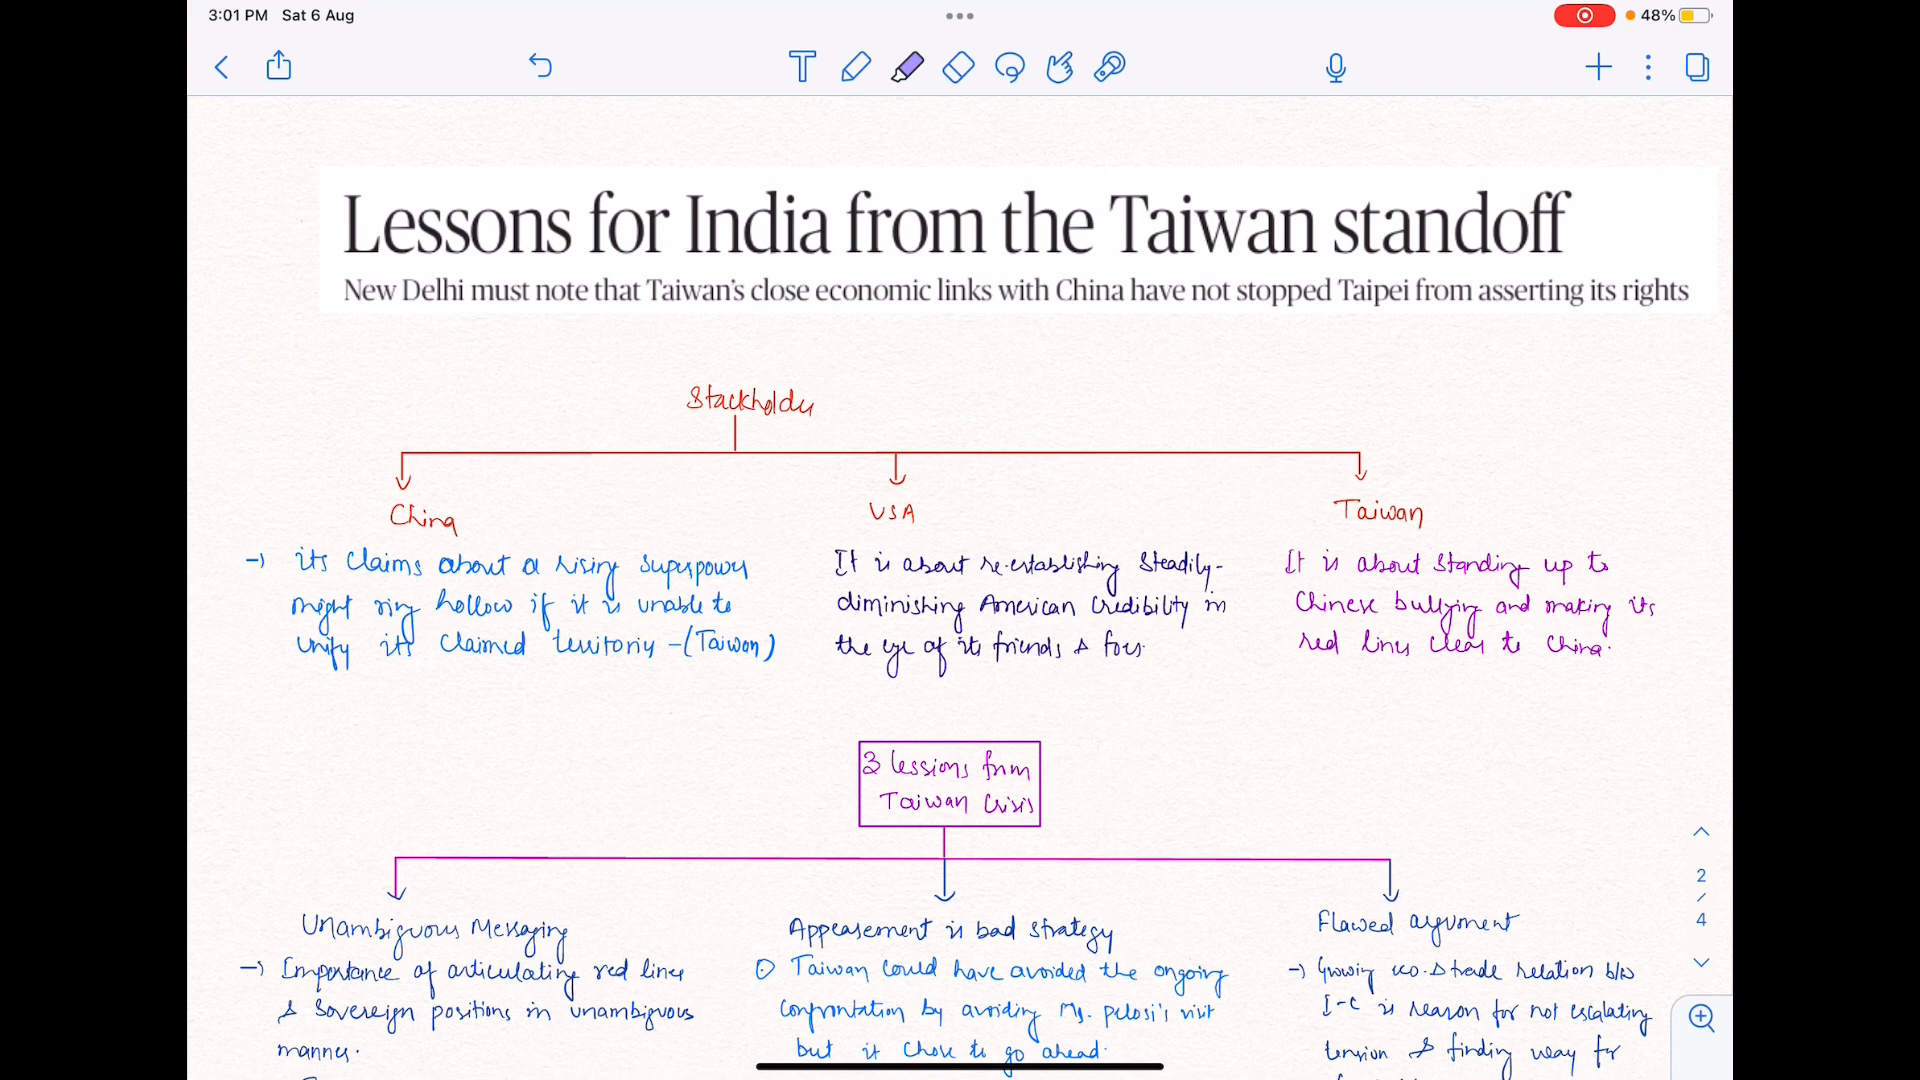 3:01 PM Sat 6 Aug
48%
Lessons for India from the Taiwan standoff
New Delhi must note that Taiwan's close economic links with China have not stopped Taipei from asserting its rights
Stackholder
China
USA
Taiwan
→ its claims about a rising superpower
might ring hollow if it is unable to
unify its claimed territoriy - (Taiwan)
It is about re-establishing steadily-
diminishing American credibility in
the eye of its friends & foes.
It is about standing up to
Chinese bullying and making its
red lines clear to China.
3 lessions from
Taiwan Crisis
Unambiguous Messaging
→ Importance of articulating red lines
& sovereign positions in unambiguous
manner.
Appeasement is bad strategy
Taiwan could have avoided the ongoing
confrontation by avoiding Ms. pelosi's visit
but it chose to go ahead.
Flawed argument
→ Growing eco. & trade relation b/w
I-C is reason for not escalating
tension & finding way for
2
/
4